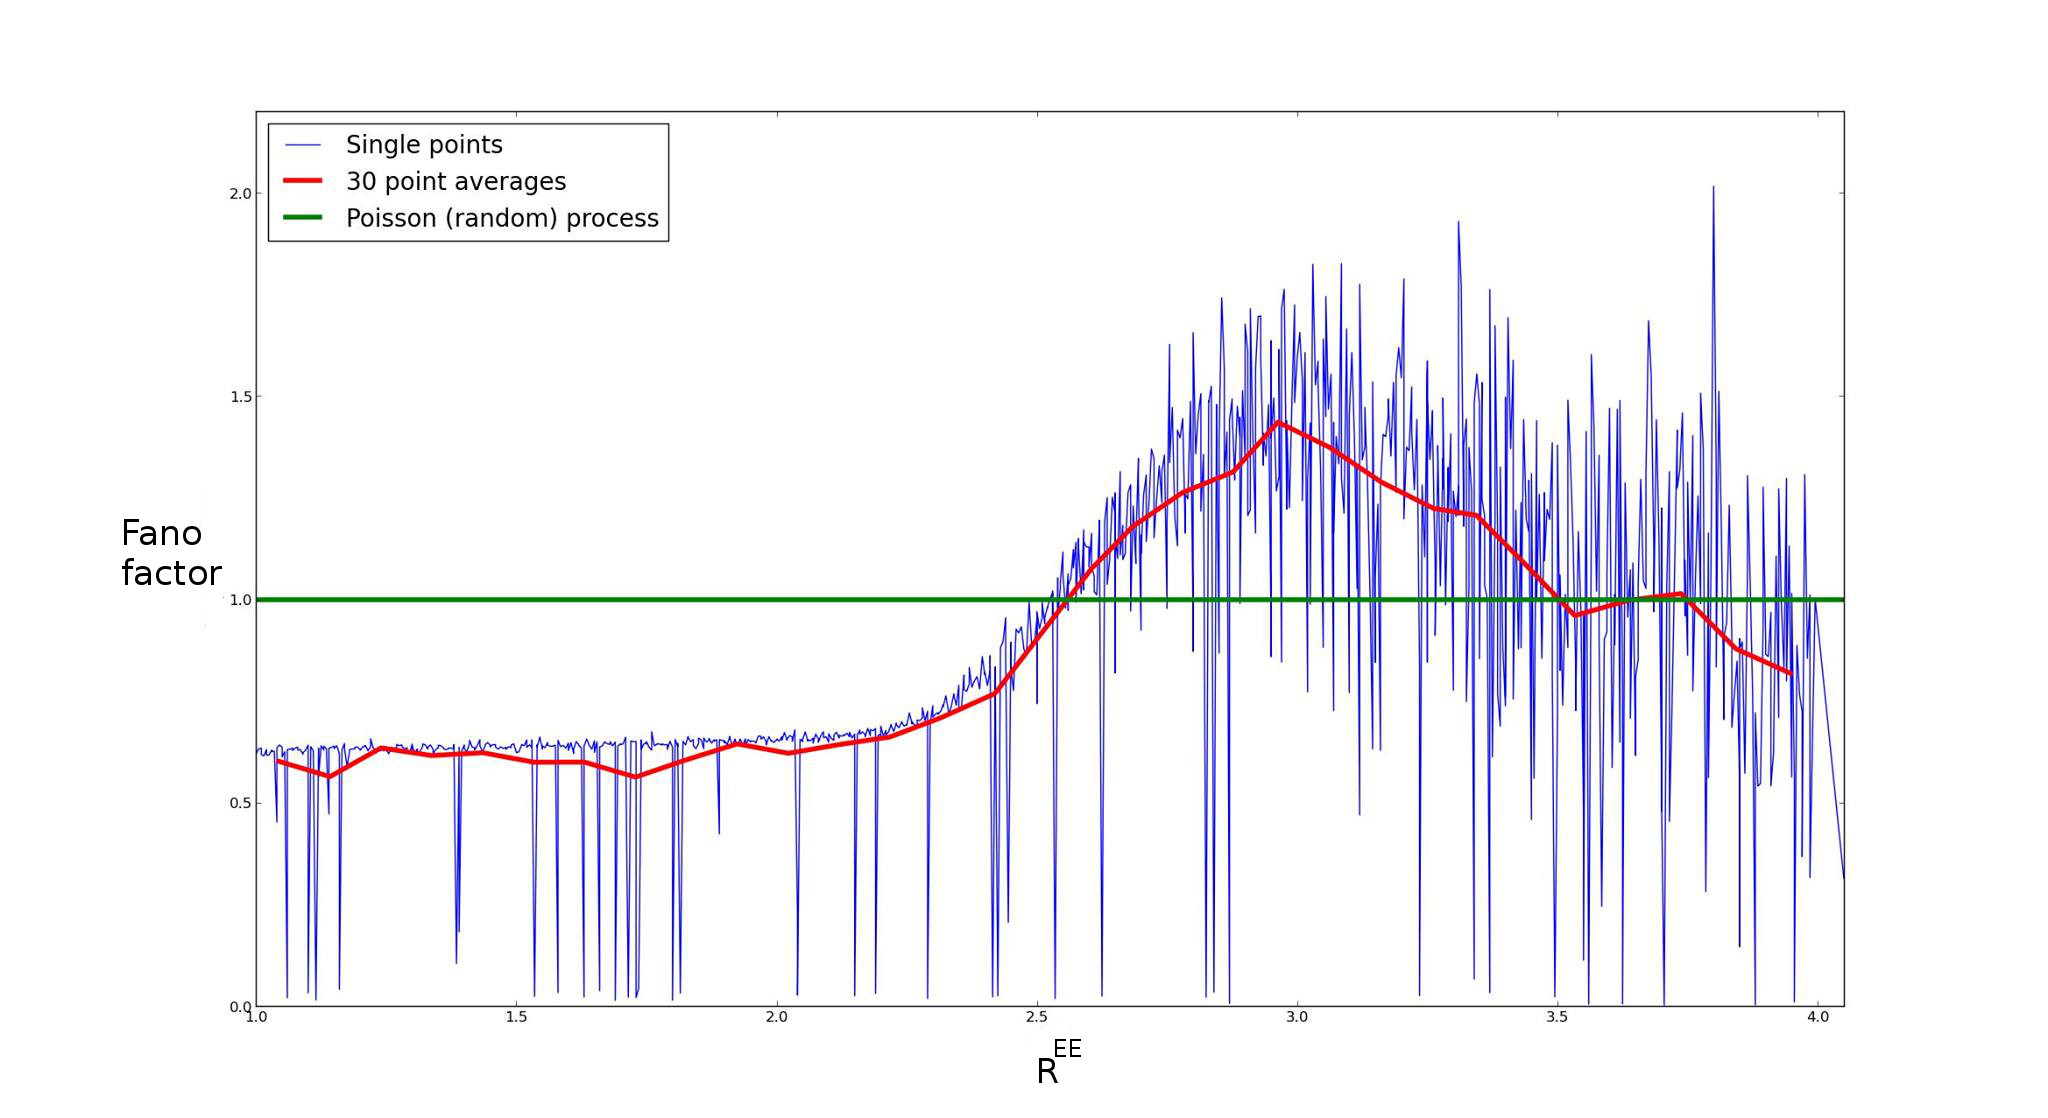 Single points
30 point averages
Poisson (random) process
2.0
1.5
Fano
factor
1.0
0.5
0.0
1.0 1.5 2.0 2.5 3.0 3.5 4.0
R^EE